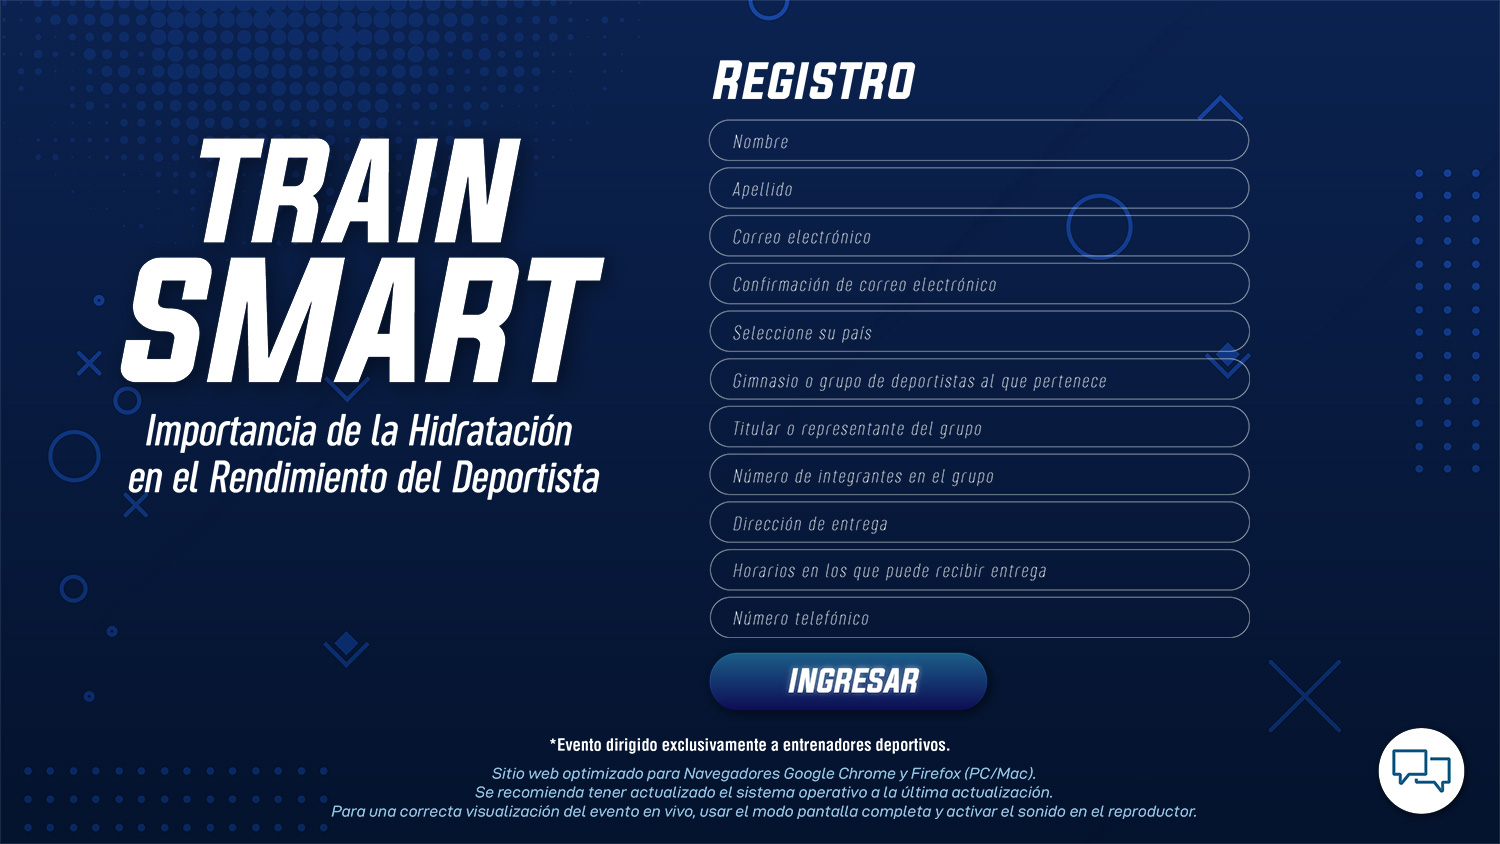 TRAIN
SMART
Importancia de la Hidratación
en el Rendimiento del Deportista
REGISTRO
Nombre
Apellido
Correo electrónico
Confirmación de correo electrónico
Seleccione su país
Gimnasio o grupo de deportistas al que pertenece
Titular o representante del grupo
Número de integrantes en el grupo
Dirección de entrega
Horarios en los que puede recibir entrega
Número telefónico
INGRESAR
*Evento dirigido exclusivamente a entrenadores deportivos.
Sitio web optimizado para Navegadores Google Chrome y Firefox (PC/Mac).
Se recomienda tener actualizado el sistema operativo a la última actualización.
Para una correcta visualización del evento en vivo, usar el modo pantalla completa y activar el sonido en el reproductor.